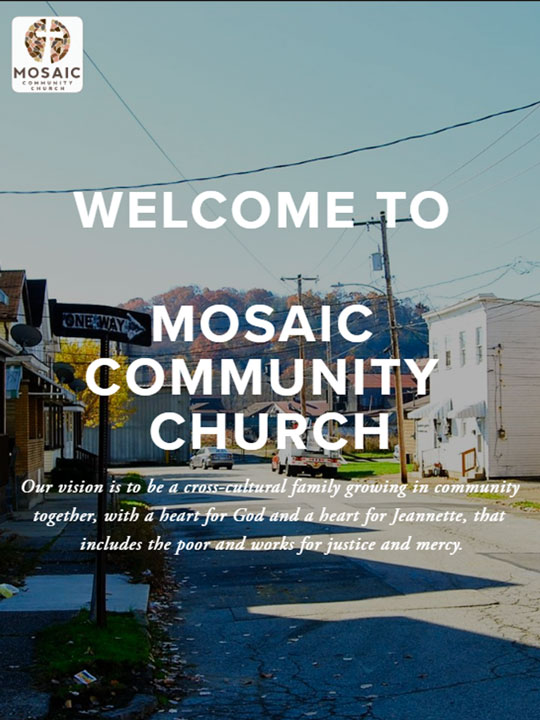 MOSAIC
COMMUNITY
CHURCH
WELCOME TO
ONE WAY
MOSAIC
COMMUNITY
CHURCH
Our vision is to be a cross-cultural family growing in community
together, with a heart for God and a heart for Jeannette, that
includes the poor and works for justice and mercy.